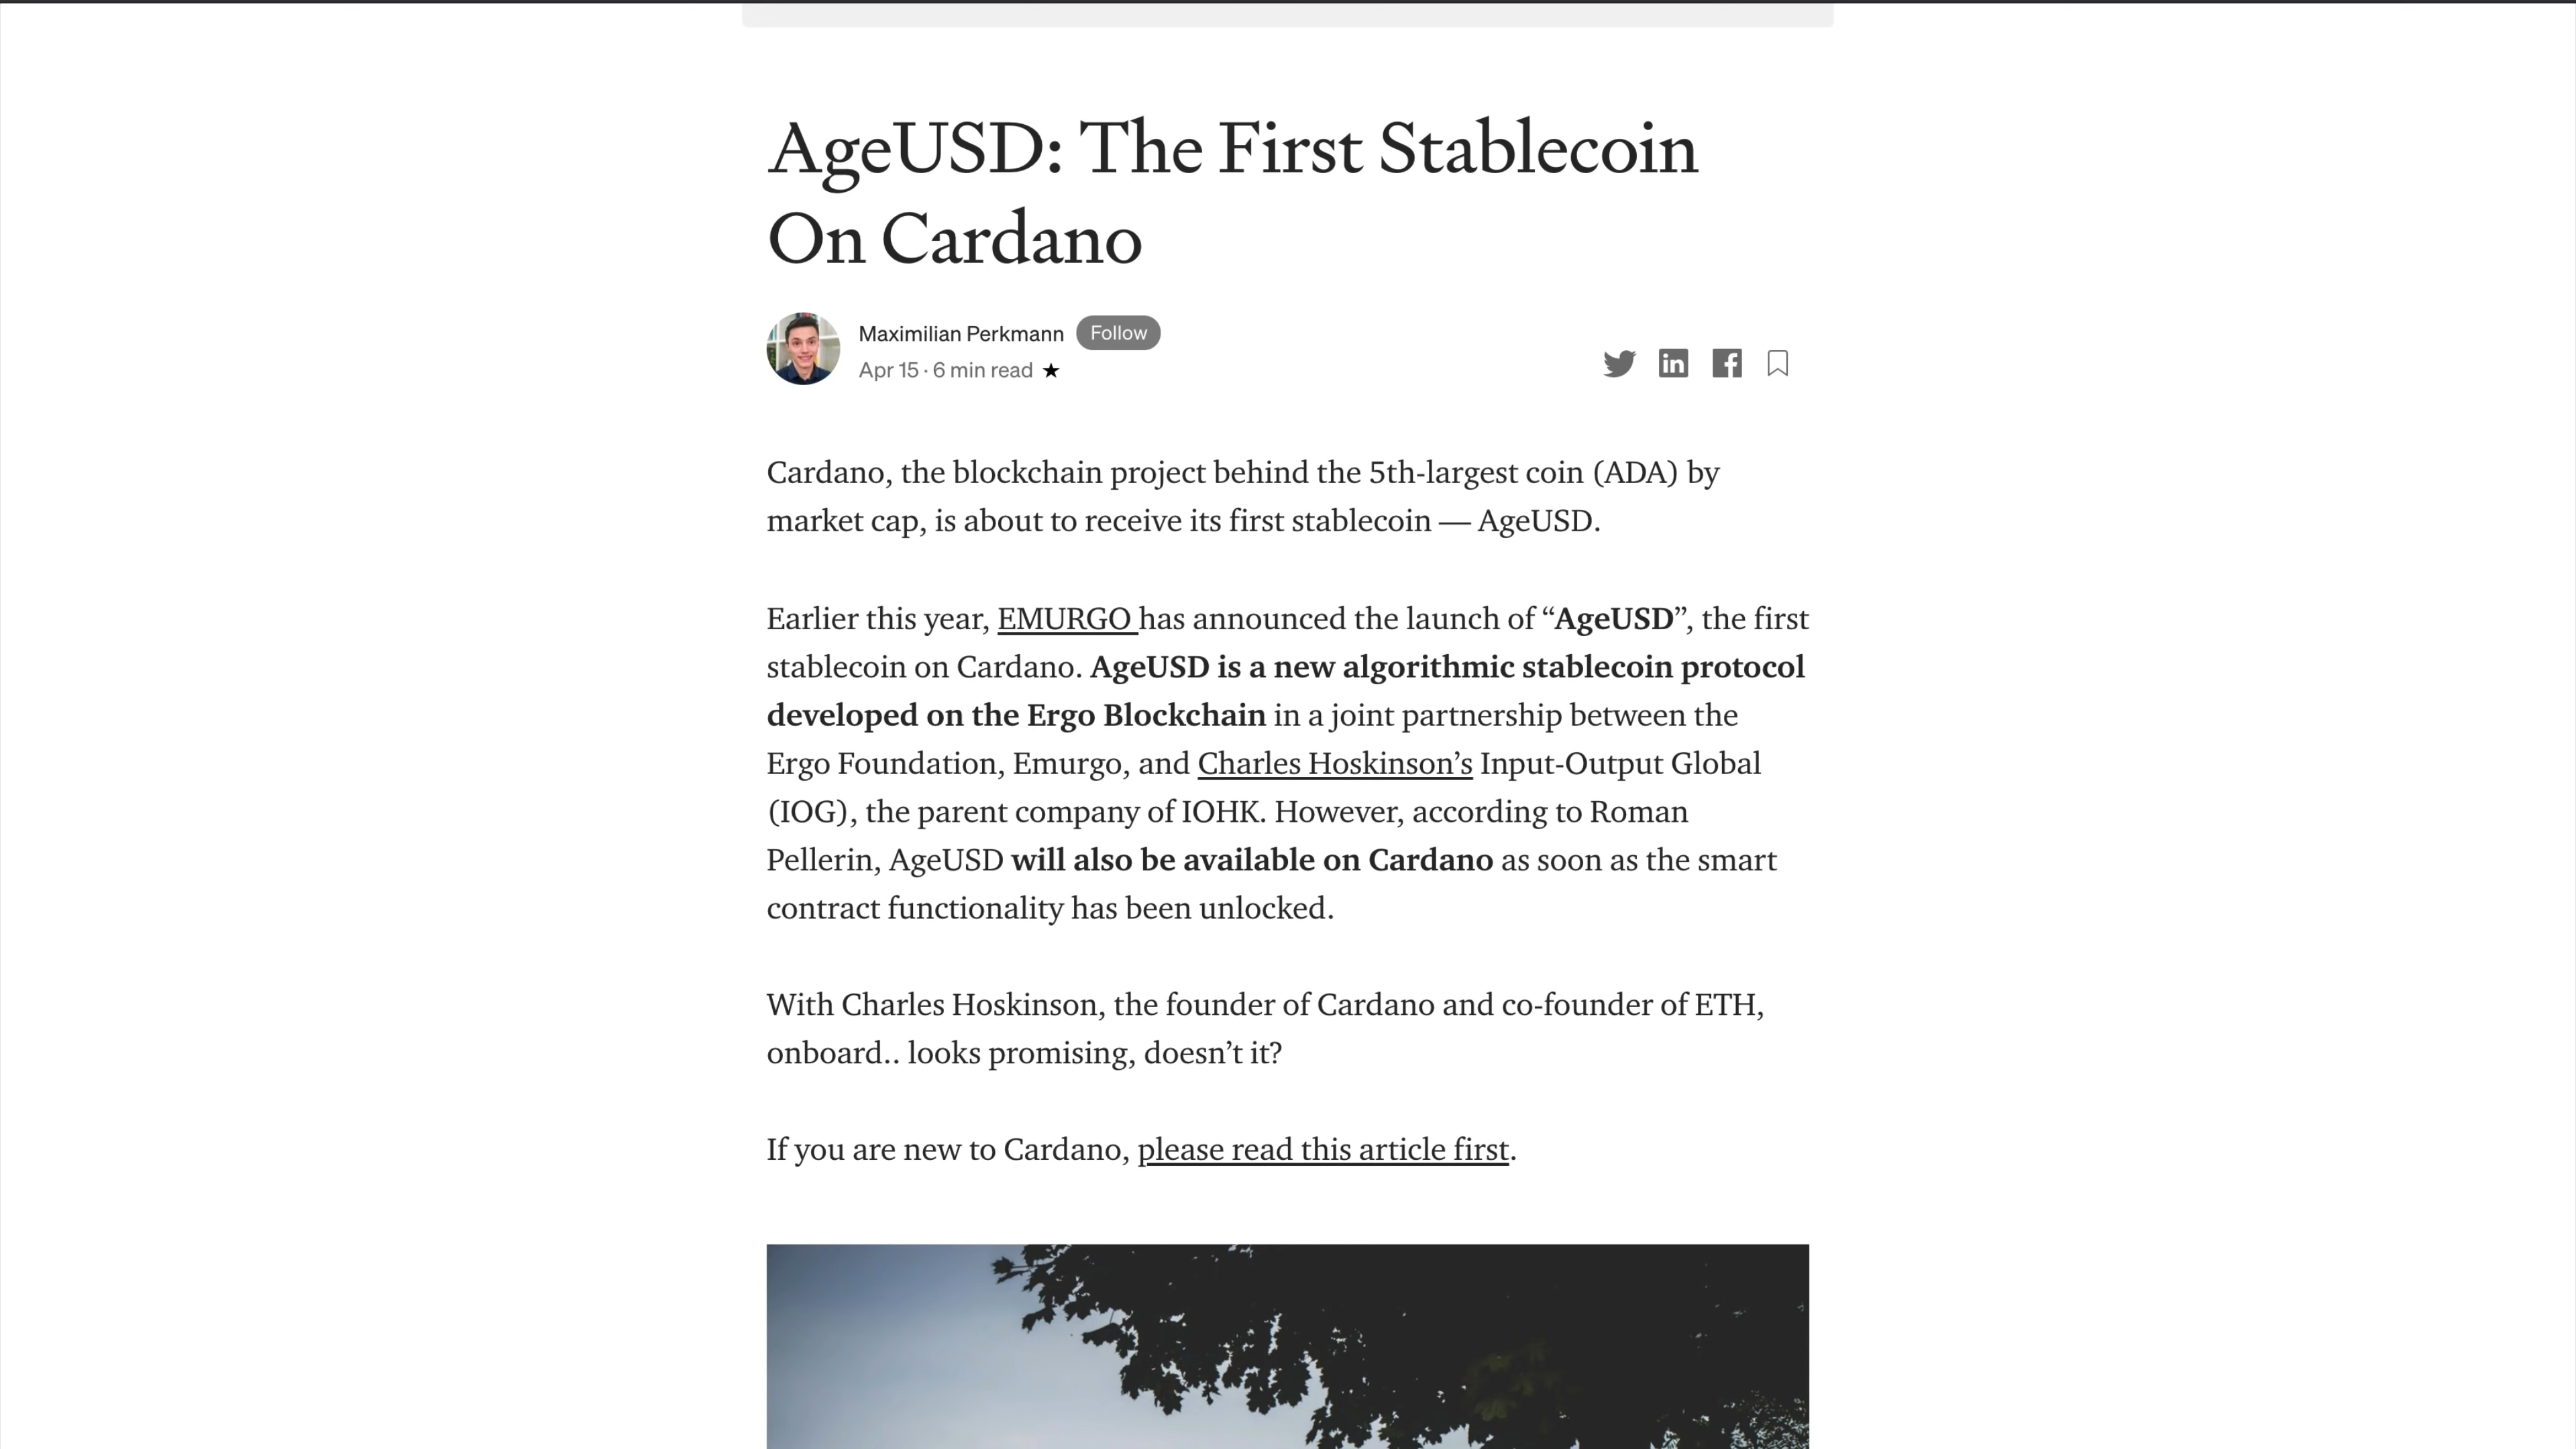 AgeUSD: The First Stablecoin
On Cardano
Maximilian Perkmann Follow
Apr 15 · 6 min read ★
Cardano, the blockchain project behind the 5th-largest coin (ADA) by
market cap, is about to receive its first stablecoin — AgeUSD.
Earlier this year, EMURGO has announced the launch of “AgeUSD”, the first
stablecoin on Cardano. AgeUSD is a new algorithmic stablecoin protocol
developed on the Ergo Blockchain in a joint partnership between the
Ergo Foundation, Emurgo, and Charles Hoskinson’s Input-Output Global
(IOG), the parent company of IOHK. However, according to Roman
Pellerin, AgeUSD will also be available on Cardano as soon as the smart
contract functionality has been unlocked.
With Charles Hoskinson, the founder of Cardano and co-founder of ETH,
onboard.. looks promising, doesn’t it?
If you are new to Cardano, please read this article first.